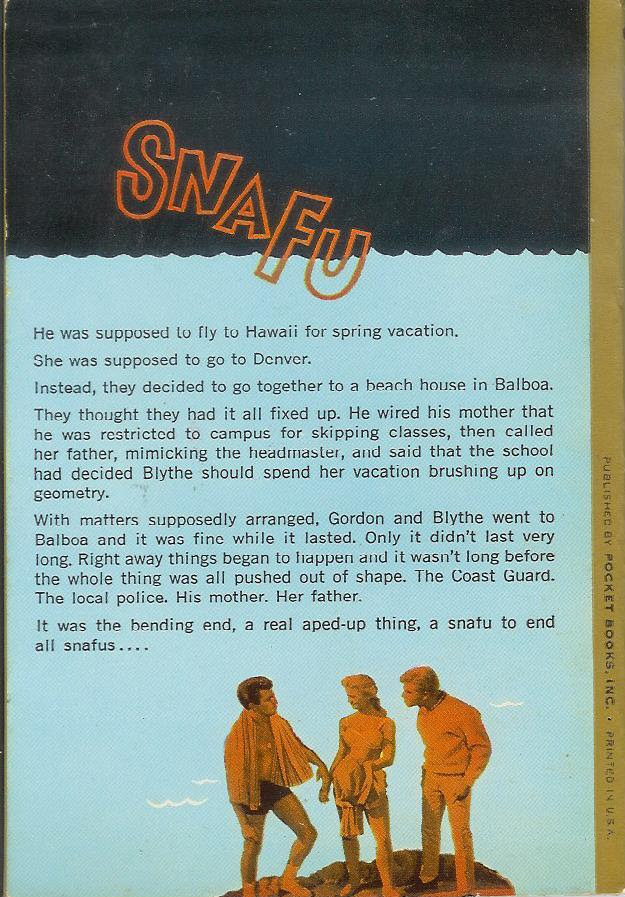 SNAFU
He was supposed to fly to Hawaii for spring vacation.
She was supposed to go to Denver.
Instead, they decided to go together to a beach house in Balboa.
They thought they had it all fixed up. He wired his mother that
he was restricted to campus for skipping classes, then called
her father, mimicking the headmaster, and said that the school
had decided Blythe should spend her vacation brushing up on
geometry.
With matters supposedly arranged, Gordon and Blythe went to
Balboa and it was fine while it lasted. Only it didn't last very
long. Right away things began to happen and it wasn't long before
the whole thing was all pushed out of shape. The Coast Guard.
The local police. His mother. Her father.
It was the bending end, a real aped-up thing, a snafu to end
all snafus....
PUBLISHED BY POCKET BOOKS, INC. • PRINTED IN U.S.A.